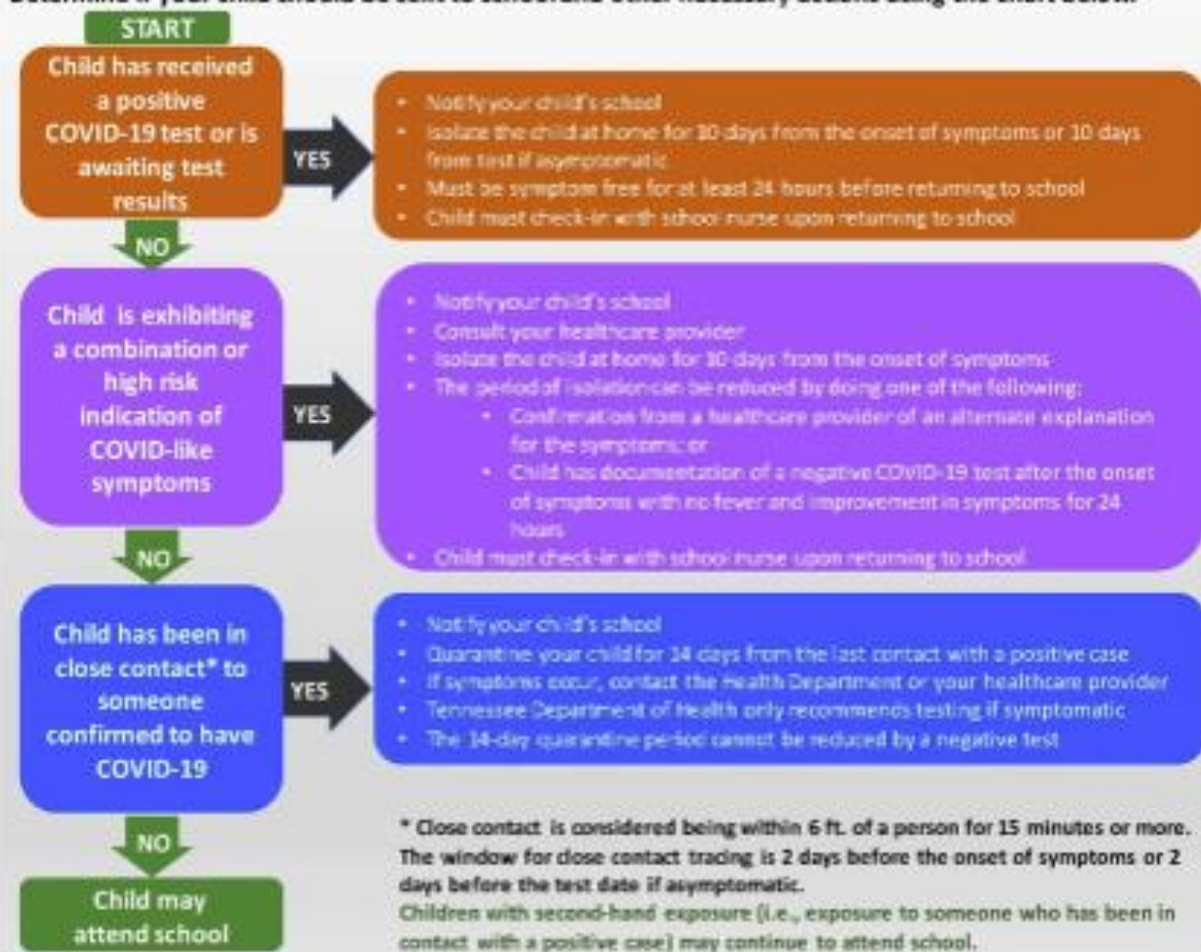 START
Child has received
a positive
COVID-19 test or is
awaiting test
results
YES
• Notify your child's school
• Isolate the child at home for 10 days from the onset of symptoms or 10 days
from test if asymptomatic
• Must be symptom free for at least 24 hours before returning to school
• Child must check-in with school nurse upon returning to school
NO
Child is exhibiting
a combination or
high risk
indication of
COVID-like
symptoms
YES
• Notify your child's school
• Consult your healthcare provider
• Isolate the child at home for 10 days from the onset of symptoms
• The period of isolation can be reduced by doing one of the following:
• Confirmation from a healthcare provider of an alternate explanation
for the symptoms; or
• Child has documentation of a negative COVID-19 test after the onset
of symptoms with no fever and improvement in symptoms for 24
hours
• Child must check-in with school nurse upon returning to school
NO
Child has been in
close contact* to
someone
confirmed to have
COVID-19
YES
• Notify your child's school
• Quarantine your child for 14 days from the last contact with a positive case
• If symptoms occur, contact the Health Department or your healthcare provider
• Tennessee Department of Health only recommends testing if symptomatic
• The 14-day quarantine period cannot be reduced by a negative test
NO
Child may
attend school
* Close contact is considered being within 6 ft. of a person for 15 minutes or more.
The window for close contact tracing is 2 days before the onset of symptoms or 2
days before the test date if asymptomatic.
Children with second-hand exposure (i.e., exposure to someone who has been in
contact with a positive case) may continue to attend school.